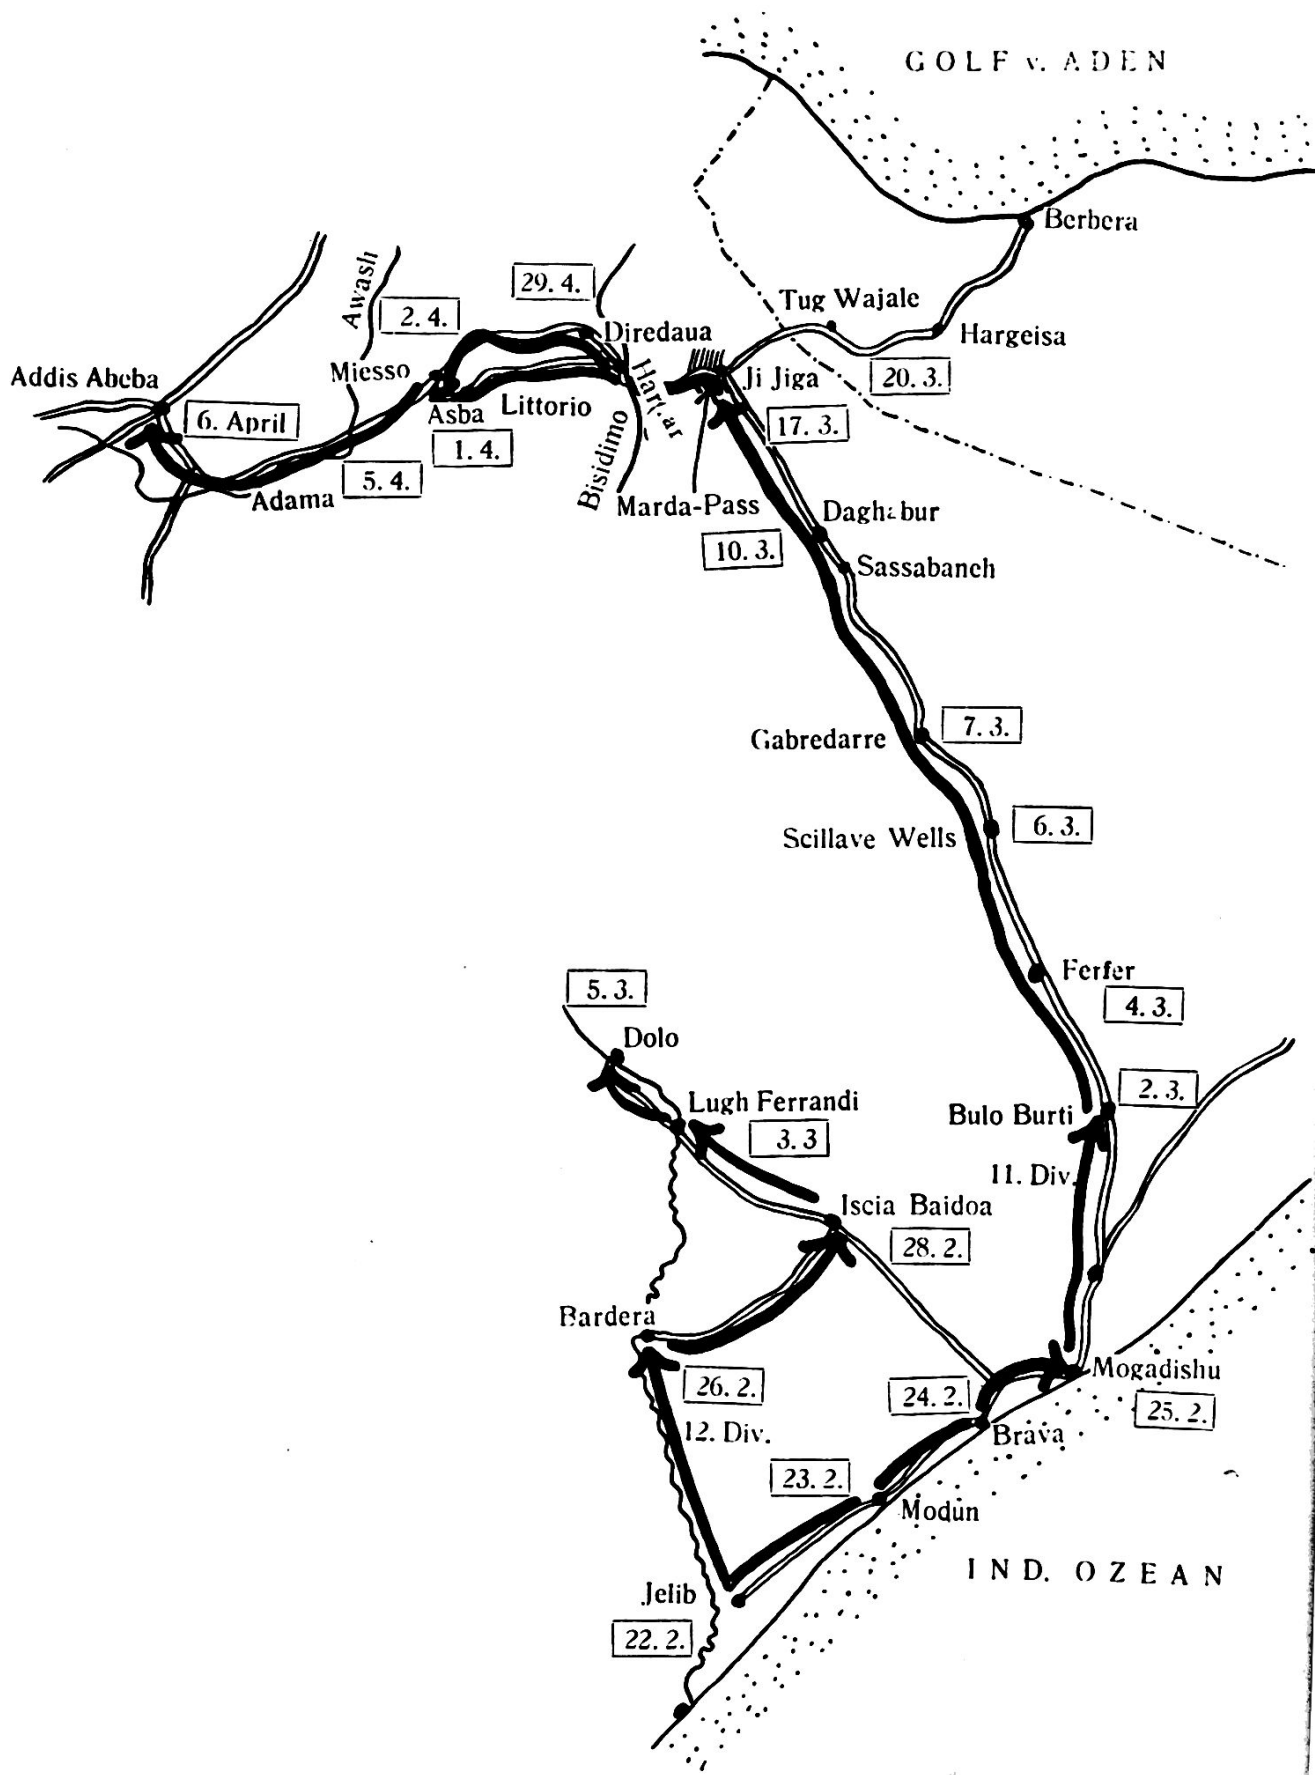 GOLF v. ADEN
Berbera
Awash
29. 4.
2. 4.
Diredaua
Tug Wajale
Hargeisa
Miesso
Addis Abeba
Harrar
Ji Jiga
20. 3.
6. April
Asba Littorio
17. 3.
1. 4.
5. 4.
Adama
Bisidimo
Marda-Pass
10. 3.
Daghabur
Sassabaneh
Gabredarre
7. 3.
6. 3.
Scillave Wells
Ferfer
4. 3.
5. 3.
Dolo
Lugh Ferrandi
3. 3
2. 3.
Bulo Burti
11. Div.
Iscia Baidoa
28. 2.
Bardera
26. 2.
12. Div.
24. 2.
Mogadishu
25. 2.
Brava
23. 2.
Modun
IND. OZEAN
Jelib
22. 2.